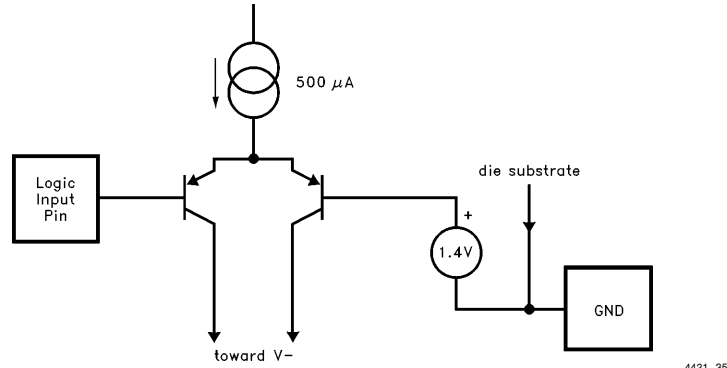 500 μA
Logic
Input
Pin
die substrate
+
1.4V
GND
toward V-